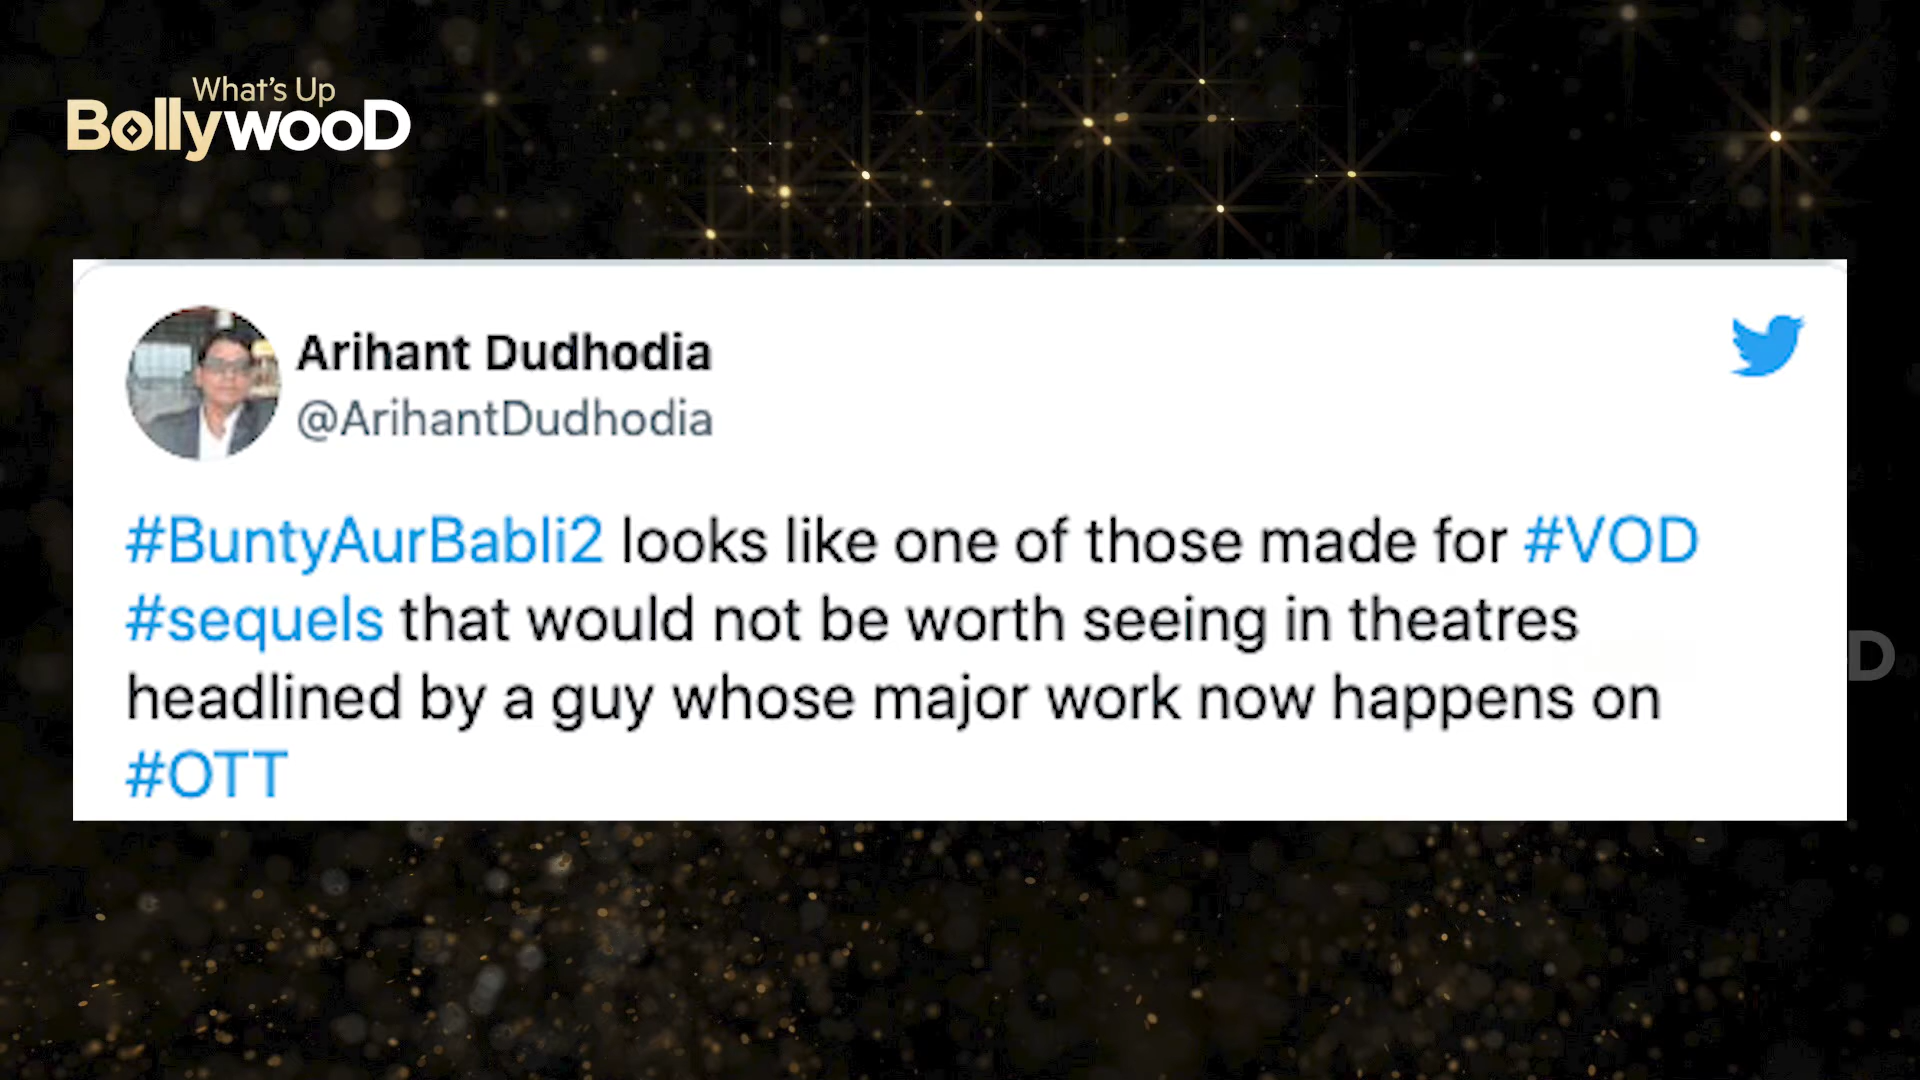 What's Up
BollywooD
Arihant Dudhodia
@ArihantDudhodia
#BuntyAurBabli2 looks like one of those made for #VOD
#sequels that would not be worth seeing in theatres
headlined by a guy whose major work now happens on
#OTT
D